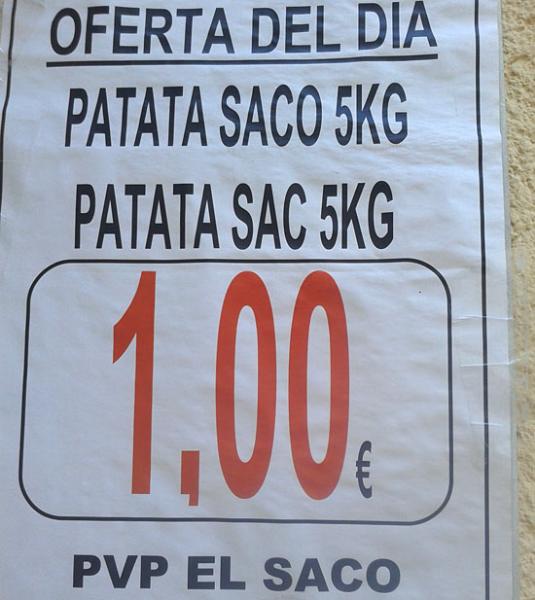 OFERTA DEL DIA
PATATA SACO 5KG
PATATA SAC 5KG
1,00 €
PVP EL SACO